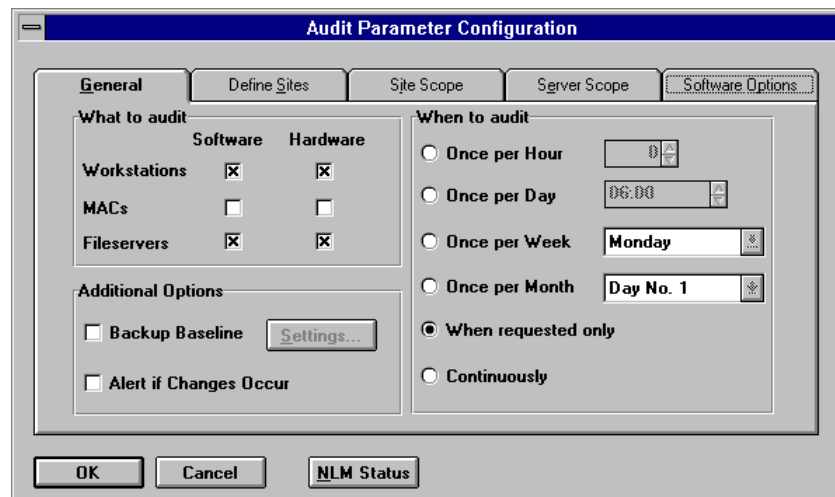 Audit Parameter Configuration
General
Define Sites
Site Scope
Server Scope
Software Options
What to audit
Software Hardware
Workstations
MACs
Fileservers
Additional Options
Backup Baseline
Settings...
Alert if Changes Occur
When to audit
Once per Hour 0
Once per Day 06:00
Once per Week Monday
Once per Month Day No. 1
When requested only
Continuously
OK
Cancel
NLM Status